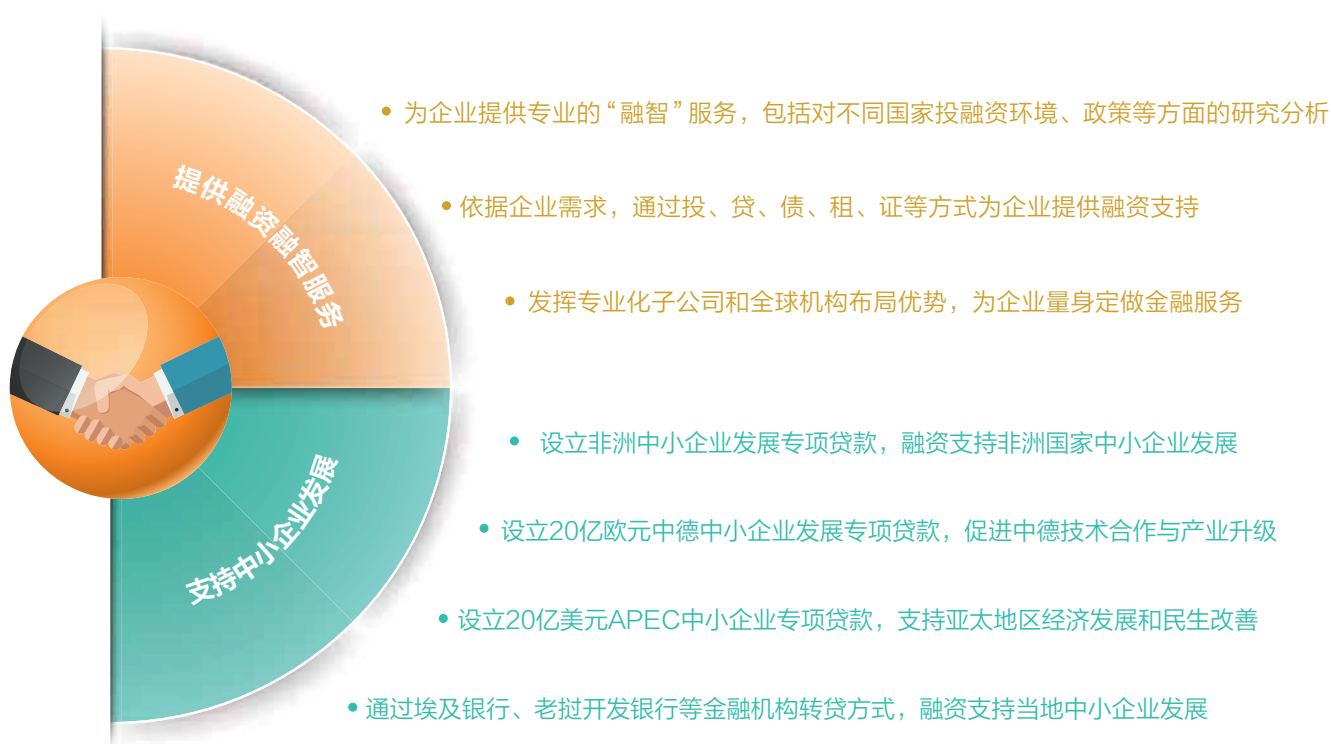 提供融资融智服务
• 为企业提供专业的“融智”服务，包括对不同国家投融资环境、政策等方面的研究分析
• 依据企业需求，通过投、贷、债、租、证等方式为企业提供融资支持
• 发挥专业化子公司和全球机构布局优势，为企业量身定做金融服务
支持中小企业发展
• 设立非洲中小企业发展专项贷款，融资支持非洲国家中小企业发展
• 设立20亿欧元中德中小企业发展专项贷款，促进中德技术合作与产业升级
• 设立20亿美元APEC中小企业专项贷款，支持亚太地区经济发展和民生改善
• 通过埃及银行、老挝开发银行等金融机构转贷方式，融资支持当地中小企业发展